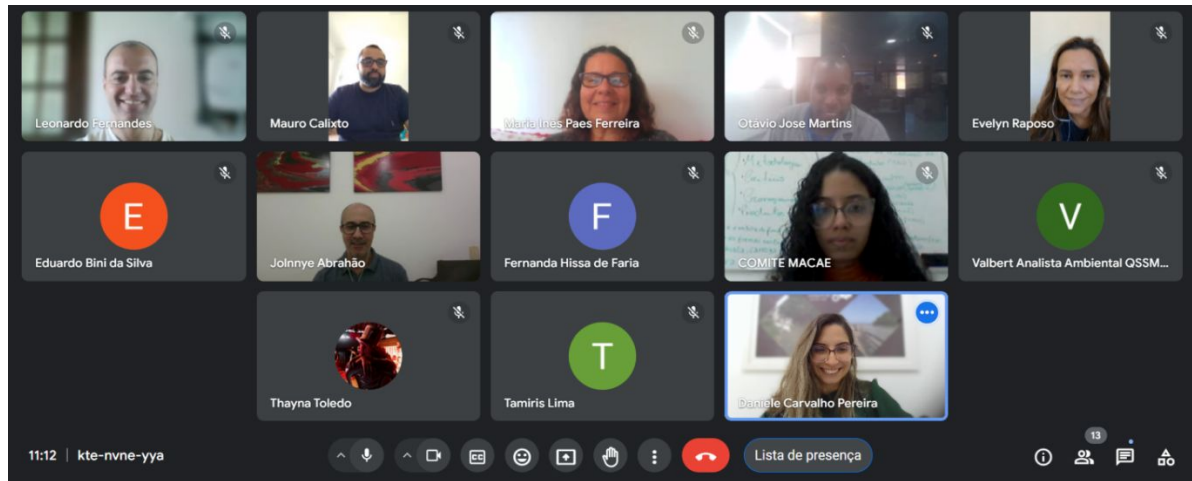 Leonardo Fernandes
Mauro Calixto
Maria Ines Paes Ferreira
Otavio Jose Martins
Evelyn Raposo
E
Eduardo Bini da Silva
Jolnnye Abrahão
F
Fernanda Hissa de Faria
COMITE MACAE
V
Valbert Analista Ambiental QSSM...
Thayna Toledo
T
Tamiris Lima
Daniele Carvalho Pereira
11:12 | kte-nvne-yya
CC
Lista de presença
13